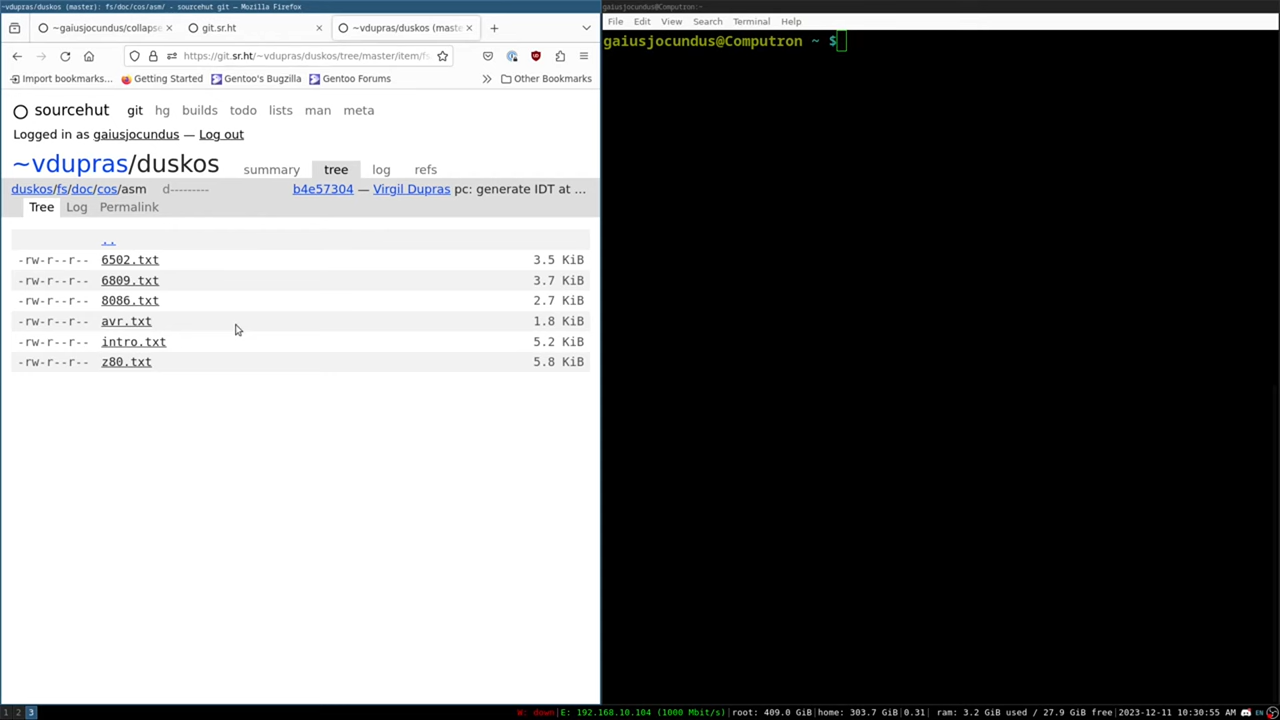 ~vdupras/duskos (master): fs/doc/cos/asm/ - sourcehut git — Mozilla Firefox
~gaiusjocundus/collapse
git.sr.ht
~vdupras/duskos (maste
https://git.sr.ht/~vdupras/duskos/tree/master/item/fs
Import bookmarks...
Getting Started
Gentoo's Bugzilla
Gentoo Forums
Other Bookmarks
sourcehut git hg builds todo lists man meta
Logged in as gaiusjocundus — Log out
~vdupras/duskos summary tree log refs
duskos/fs/doc/cos/asm d--------- b4e57304 — Virgil Dupras pc: generate IDT at ...
Tree Log Permalink
..
-rw-r--r-- 6502.txt 3.5 KiB
-rw-r--r-- 6809.txt 3.7 KiB
-rw-r--r-- 8086.txt 2.7 KiB
-rw-r--r-- avr.txt 1.8 KiB
-rw-r--r-- intro.txt 5.2 KiB
-rw-r--r-- z80.txt 5.8 KiB
gaiusjocundus@Computron:~
File Edit View Search Terminal Help
gaiusjocundus@Computron ~ $
1 2 3
W: down|E: 192.168.10.104 (1000 Mbit/s)|root: 409.0 GiB|home: 303.7 GiB|0.31|ram: 3.2 GiB used / 27.9 GiB free|2023-12-11 10:30:55 AM EN